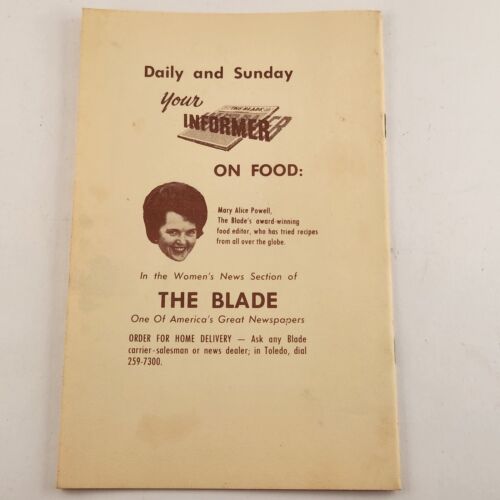 Daily and Sunday
Your
THE BLADE
INFORMER
ON FOOD:
Mary Alice Powell,
The Blade's award-winning
food editor, who has tried recipes
from all over the globe.
In the Women's News Section of
THE BLADE
One Of America's Great Newspapers
ORDER FOR HOME DELIVERY — Ask any Blade
carrier-salesman or news dealer; in Toledo, dial
259-7300.